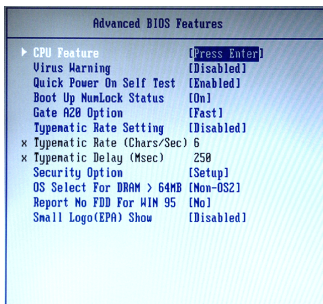 Advanced BIOS Features
CPU Feature [Press Enter]
Virus Warning [Disabled]
Quick Power On Self Test [Enabled]
Boot Up NumLock Status [On]
Gate A20 Option [Fast]
Typematic Rate Setting [Disabled]
x Typematic Rate (Chars/Sec) 6
x Typematic Delay (Msec) 250
Security Option [Setup]
OS Select For DRAM > 64MB [Non-OS2]
Report No FDD For WIN 95 [No]
Small Logo(EPA) Show [Disabled]